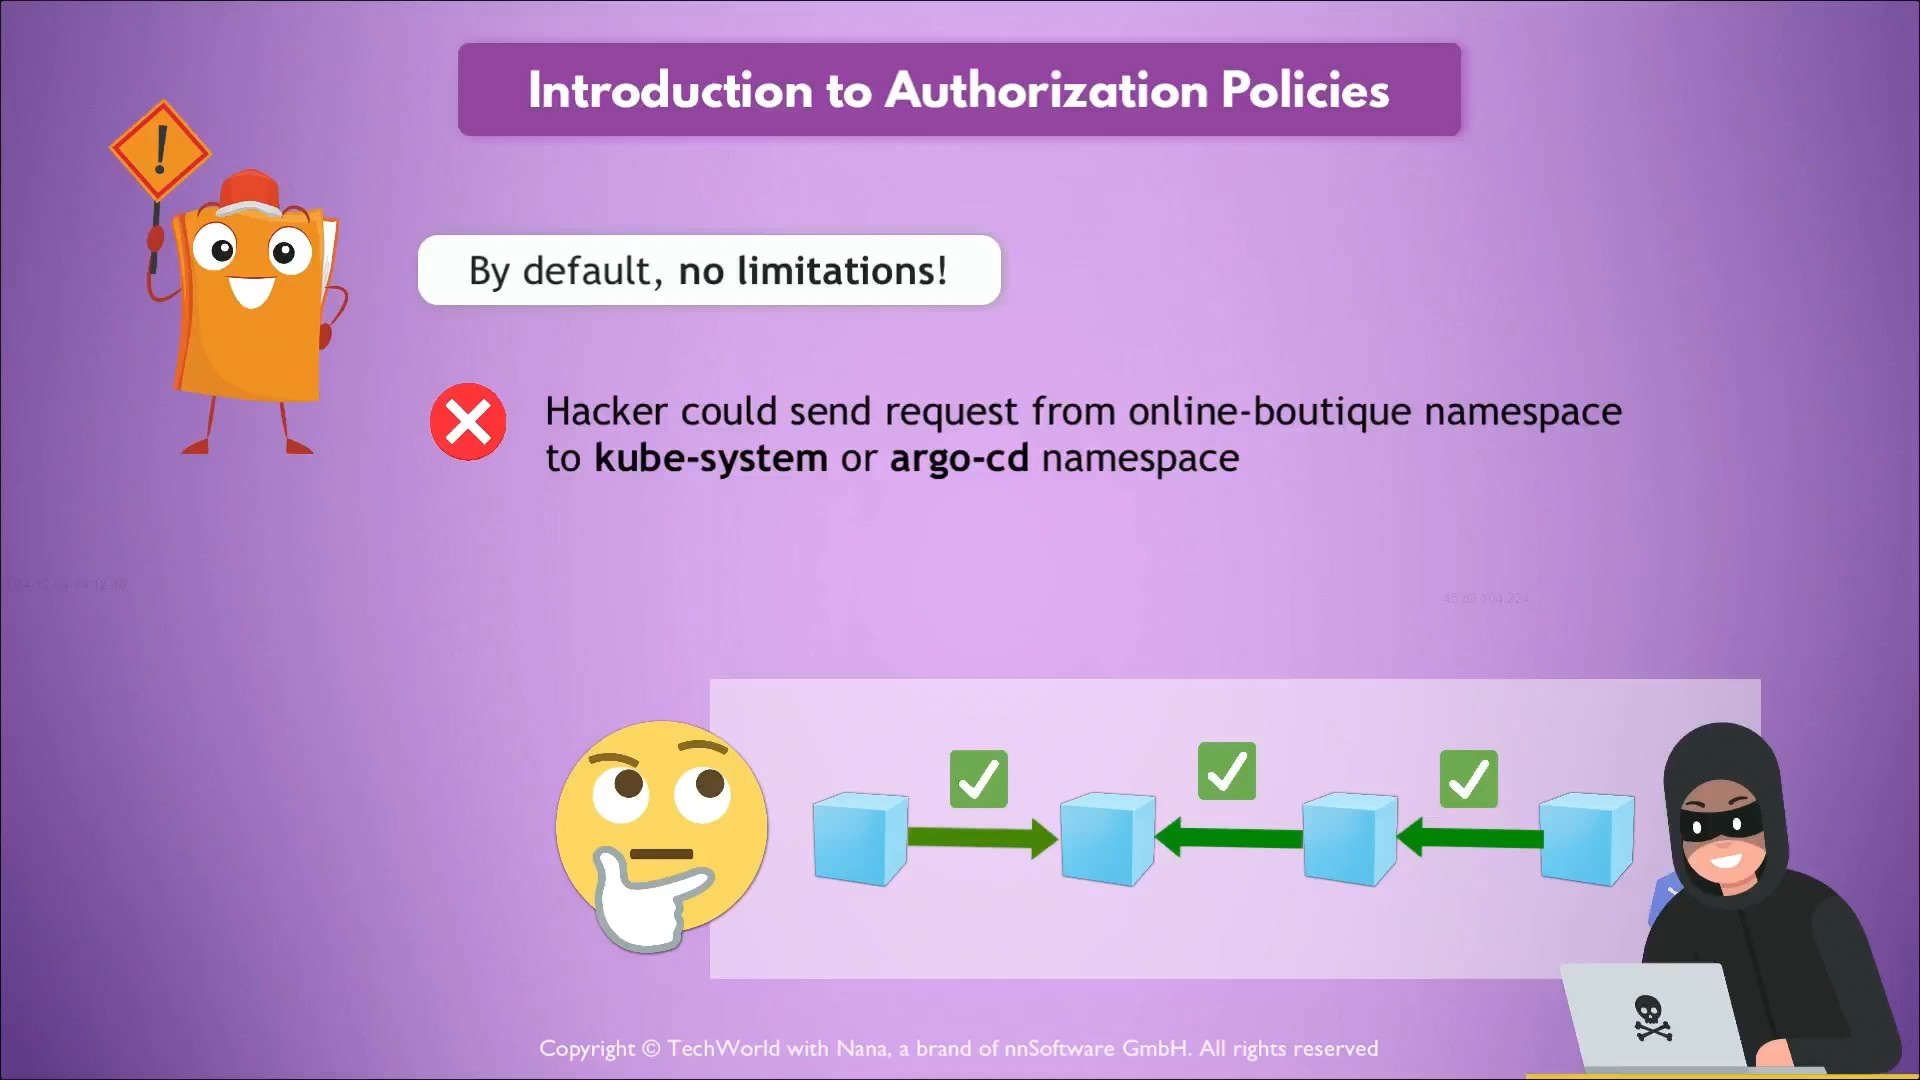 Introduction to Authorization Policies
!
By default, no limitations!
Hacker could send request from online-boutique namespace
to kube-system or argo-cd namespace
Copyright © TechWorld with Nana, a brand of nnSoftware GmbH. All rights reserved